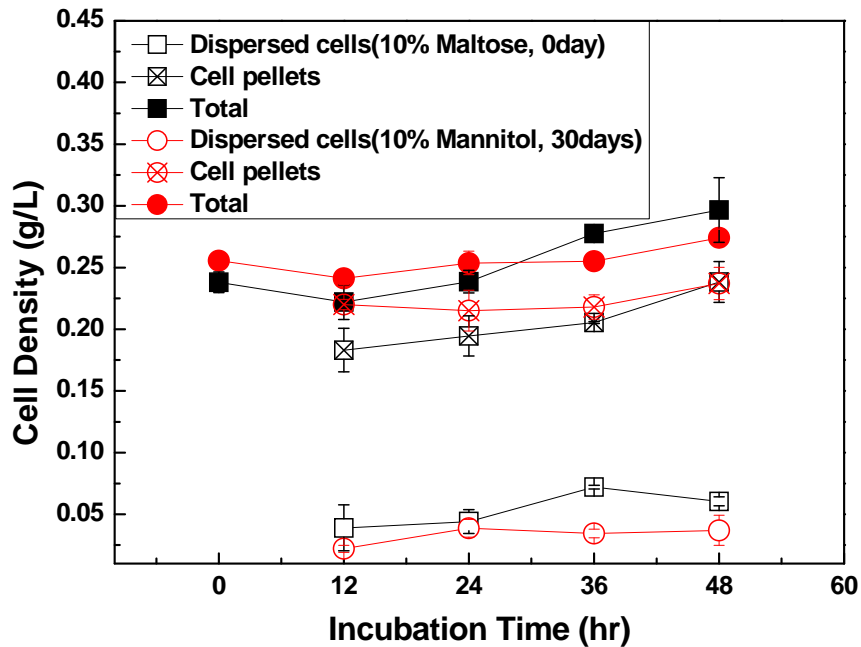 0.45
0.40
0.35
0.30
0.25
0.20
0.15
0.10
0.05
Cell Density (g/L)
Dispersed cells(10% Maltose, 0day)
Cell pellets
Total
Dispersed cells(10% Mannitol, 30days)
Cell pellets
Total
0 12 24 36 48 60
Incubation Time (hr)